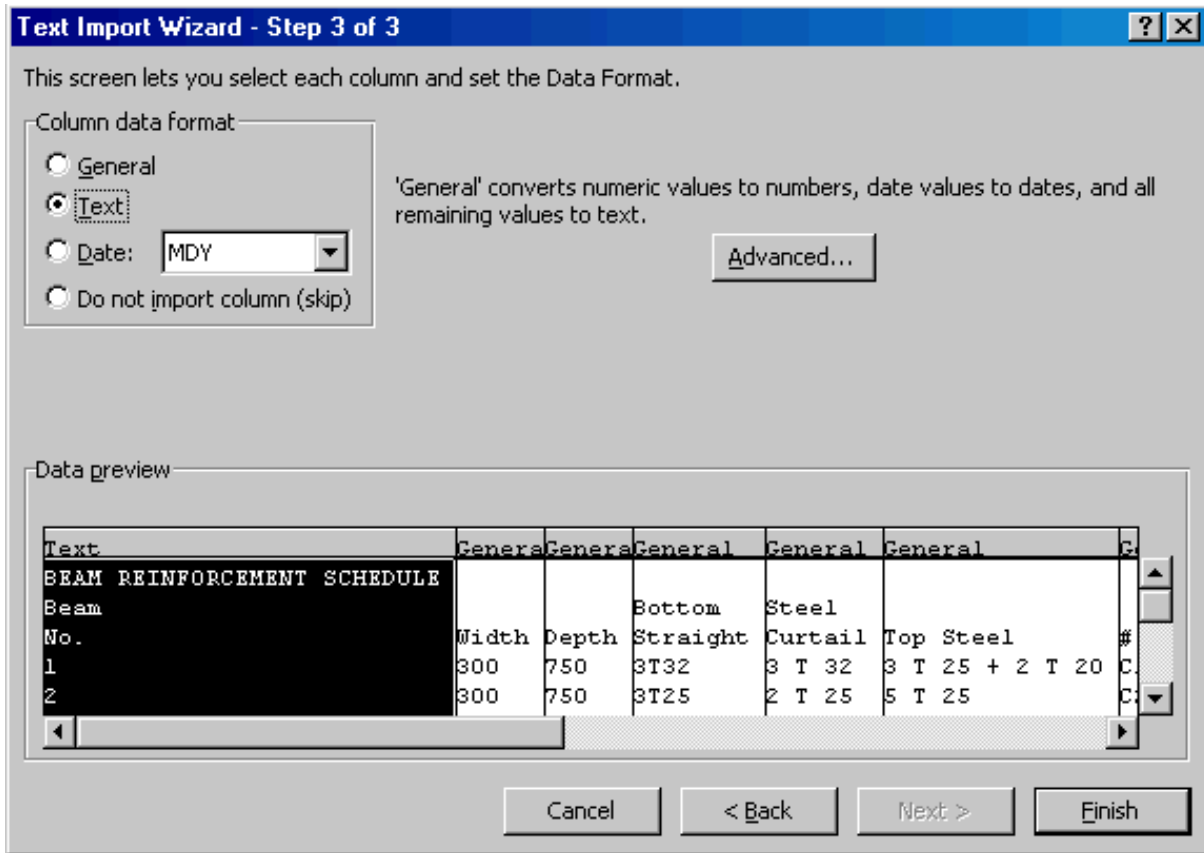 Text Import Wizard - Step 3 of 3
This screen lets you select each column and set the Data Format.
Column data format
General
Text
Date: MDY
Do not import column (skip)
'General' converts numeric values to numbers, date values to dates, and all
remaining values to text.
Advanced...
Data preview
Text General General General General General
BEAM REINFORCEMENT SCHEDULE
Beam Bottom Steel
No. Width Depth Straight Curtail Top Steel #
1 300 750 3T32 3 T 32 3 T 25 + 2 T 20
2 300 750 3T25 2 T 25 5 T 25
Cancel < Back Next > Finish